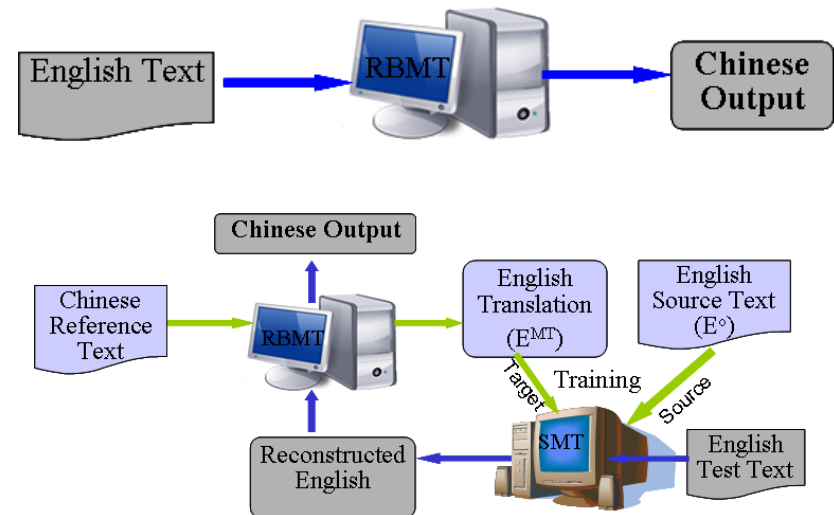 English Text
RBMT
Chinese
Output
Chinese Output
Chinese
Reference
Text
RBMT
English
Translation
(E^MT)
English
Source Text
(E°)
Target
Training
Source
SMT
Reconstructed
English
English
Test Text